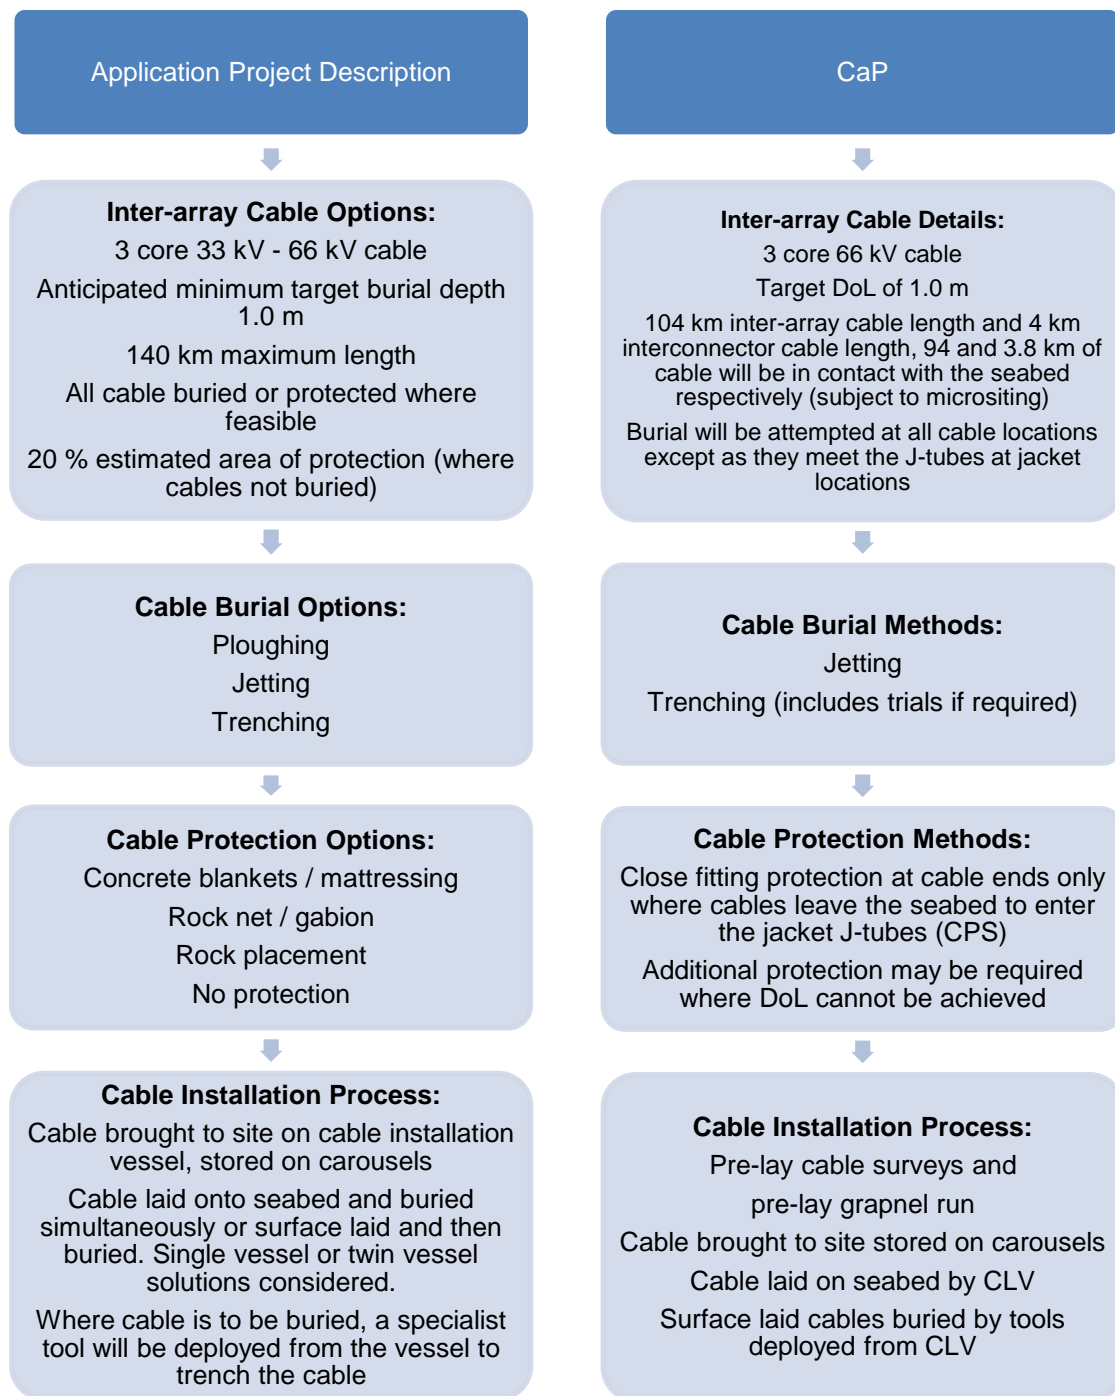 Application Project Description
Inter-array Cable Options:
3 core 33 kV - 66 kV cable
Anticipated minimum target burial depth
1.0 m
140 km maximum length
All cable buried or protected where
feasible
20 % estimated area of protection (where
cables not buried)
Cable Burial Options:
Ploughing
Jetting
Trenching
Cable Protection Options:
Concrete blankets / mattressing
Rock net / gabion
Rock placement
No protection
Cable Installation Process:
Cable brought to site on cable installation
vessel, stored on carousels
Cable laid onto seabed and buried
simultaneously or surface laid and then
buried. Single vessel or twin vessel
solutions considered.
Where cable is to be buried, a specialist
tool will be deployed from the vessel to
trench the cable
CaP
Inter-array Cable Details:
3 core 66 kV cable
Target DoL of 1.0 m
104 km inter-array cable length and 4 km
interconnector cable length, 94 and 3.8 km of
cable will be in contact with the seabed
respectively (subject to micrositing)
Burial will be attempted at all cable locations
except as they meet the J-tubes at jacket
locations
Cable Burial Methods:
Jetting
Trenching (includes trials if required)
Cable Protection Methods:
Close fitting protection at cable ends only
where cables leave the seabed to enter
the jacket J-tubes (CPS)
Additional protection may be required
where DoL cannot be achieved
Cable Installation Process:
Pre-lay cable surveys and
pre-lay grapnel run
Cable brought to site stored on carousels
Cable laid on seabed by CLV
Surface laid cables buried by tools
deployed from CLV